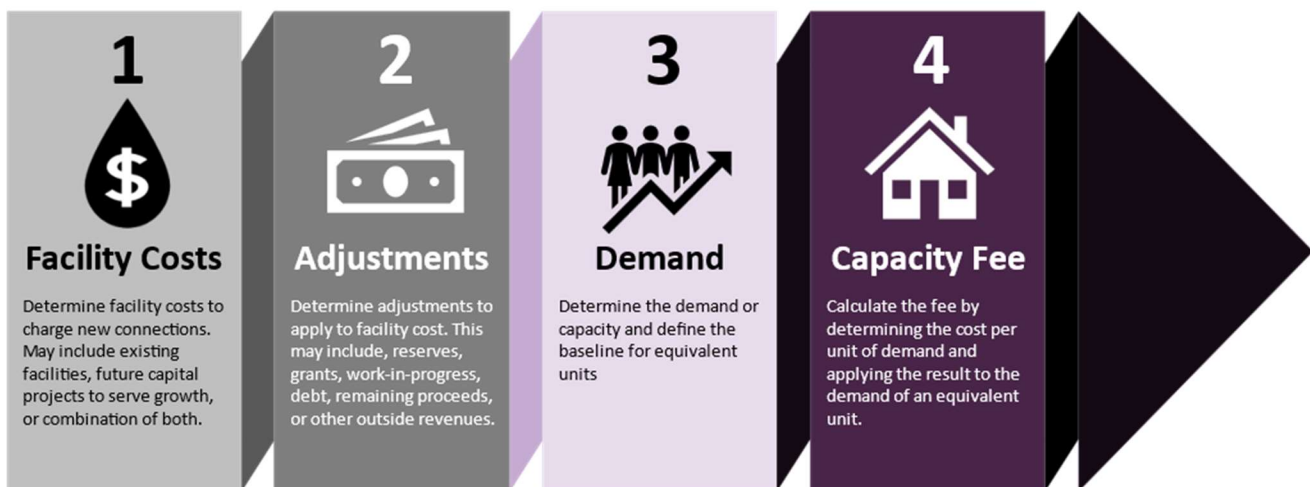 1
$
Facility Costs
Determine facility costs to
charge new connections.
May include existing
facilities, future capital
projects to serve growth,
or combination of both.
2
Adjustments
Determine adjustments to
apply to facility cost. This
may include, reserves,
grants, work-in-progress,
debt, remaining proceeds,
or other outside revenues.
3
Demand
Determine the demand or
capacity and define the
baseline for equivalent
units
4
Capacity Fee
Calculate the fee by
determining the cost per
unit of demand and
applying the result to the
demand of an equivalent
unit.